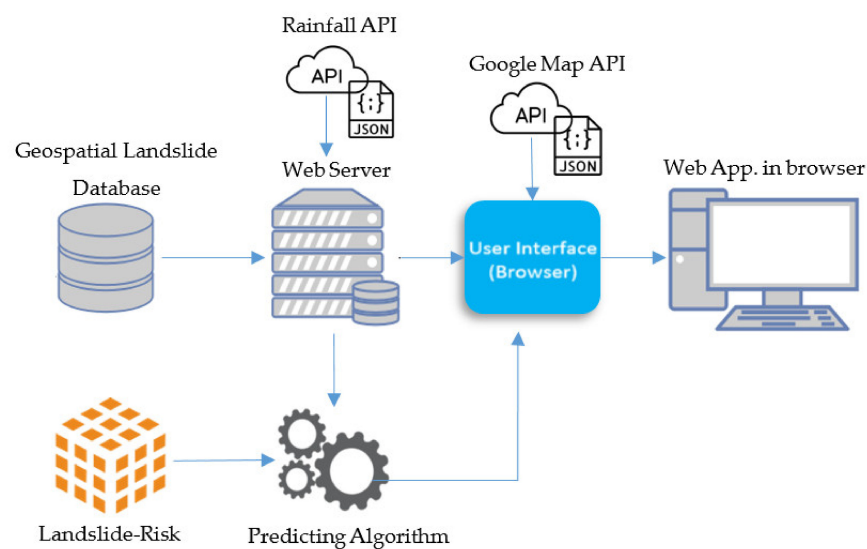 Rainfall API
API
{;}
JSON
Google Map API
API
{;}
JSON
Geospatial Landslide
Database
Web Server
Web App. in browser
User Interface
(Browser)
Landslide-Risk
Predicting Algorithm